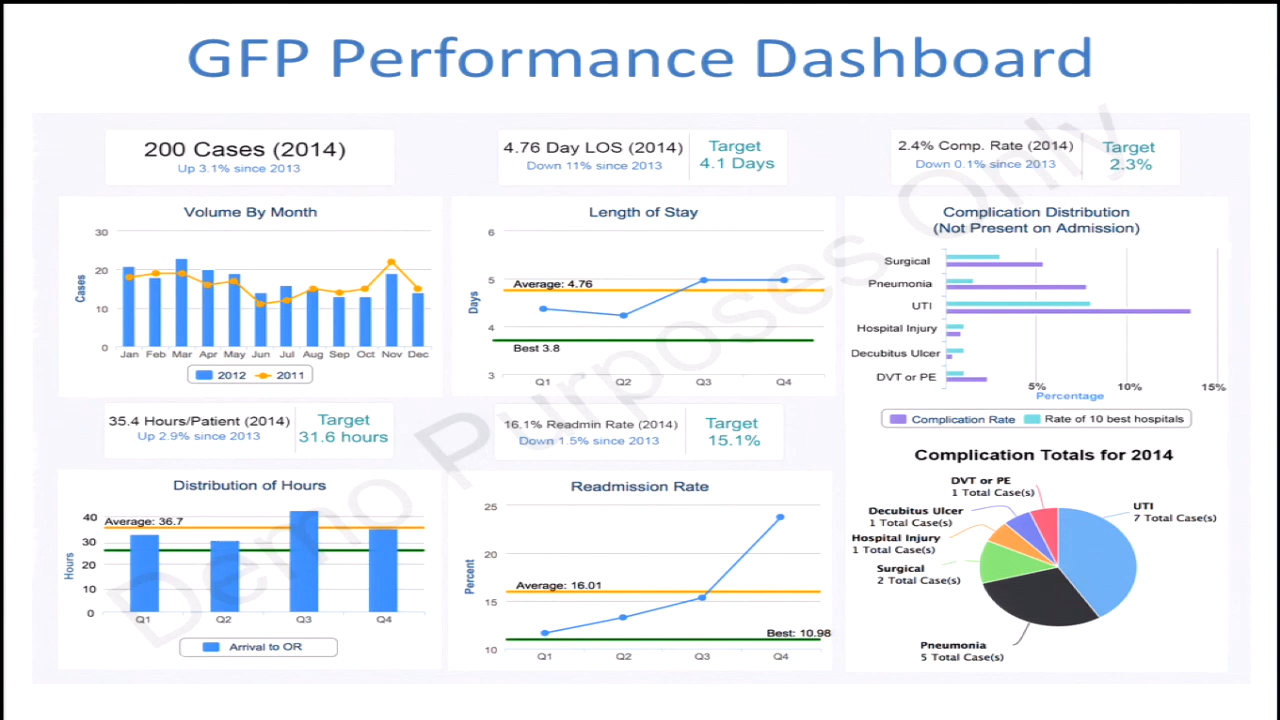 GFP Performance Dashboard
200 Cases (2014)
Up 3.1% since 2013
4.76 Day LOS (2014)
Down 11% since 2013
Target
4.1 Days
2.4% Comp. Rate (2014)
Down 0.1% since 2013
Target
2.3%
Volume By Month
30
20
10
0
Cases
Jan Feb Mar Apr May Jun Jul Aug Sep Oct Nov Dec
2012 2011
Length of Stay
6
5
4
3
Days
Average: 4.76
Best 3.8
Q1 Q2 Q3 Q4
Complication Distribution
(Not Present on Admission)
Surgical
Pneumonia
UTI
Hospital Injury
Decubitus Ulcer
DVT or PE
5% 10% 15%
Percentage
Complication Rate Rate of 10 best hospitals
35.4 Hours/Patient (2014)
Up 2.9% since 2013
Target
31.6 hours
16.1% Readmin Rate (2014)
Down 1.5% since 2013
Target
15.1%
Distribution of Hours
40
30
20
10
0
Hours
Average: 36.7
Q1 Q2 Q3 Q4
Arrival to OR
Readmission Rate
25
20
15
10
Percent
Average: 16.01
Best: 10.98
Q1 Q2 Q3 Q4
Complication Totals for 2014
DVT or PE
1 Total Case(s)
UTI
7 Total Case(s)
Decubitus Ulcer
1 Total Case(s)
Hospital Injury
1 Total Case(s)
Surgical
2 Total Case(s)
Pneumonia
5 Total Case(s)
Demo Purposes Only